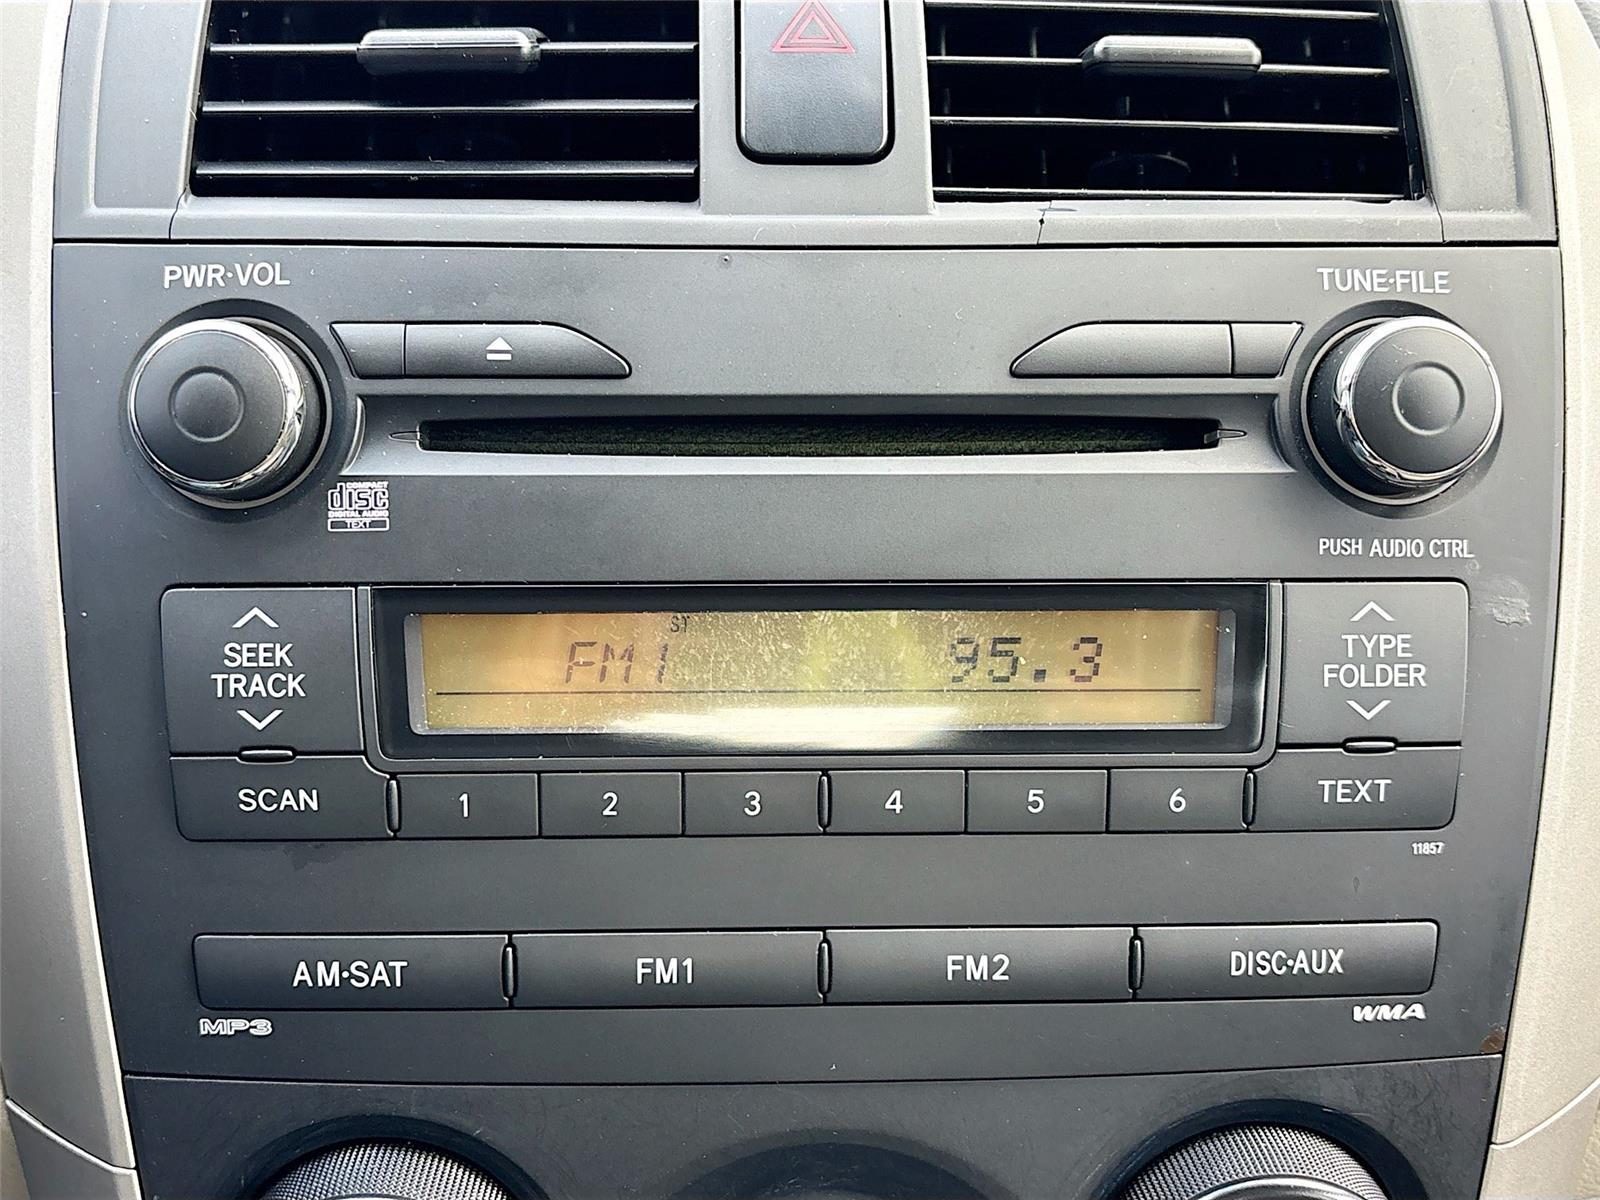 PWR·VOL
TUNE·FILE
COMPACT
disc
DIGITAL AUDIO
TEXT
PUSH AUDIO CTRL
SEEK
TRACK
ST
FM1
95.3
TYPE
FOLDER
SCAN
1
2
3
4
5
6
TEXT
11857
AM·SAT
FM1
FM2
DISC·AUX
MP3
WMA